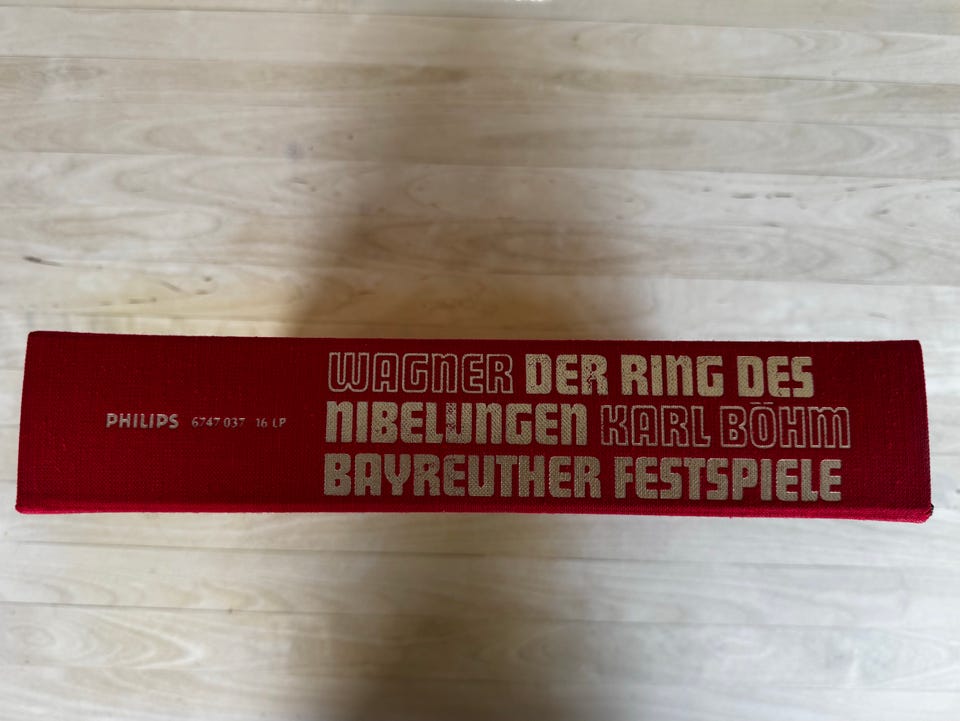 PHILIPS 6747 037 16 LP
WAGNER DER RING DES
NIBELUNGEN KARL BÖHM
BAYREUTHER FESTSPIELE